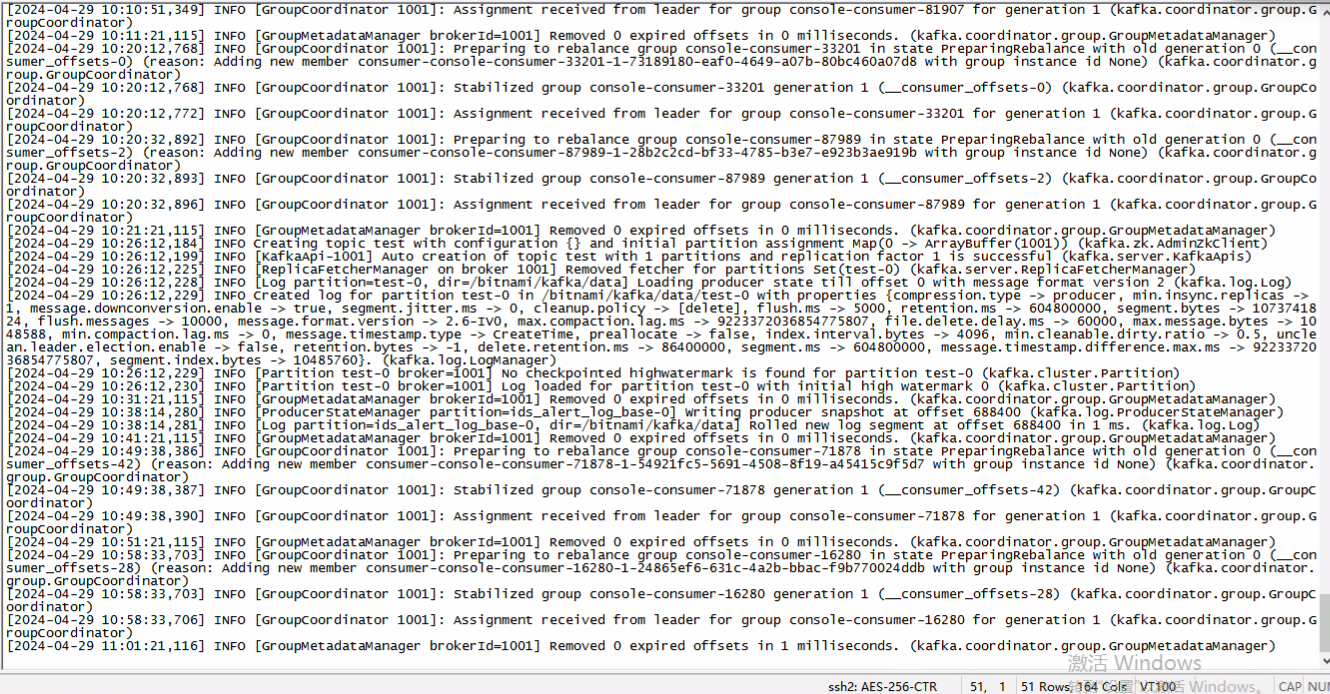 [2024-04-29 10:10:51,349] INFO [GroupCoordinator 1001]: Assignment received from leader for group console-consumer-81907 for generation 1 (kafka.coordinator.group.G
roupCoordinator)
[2024-04-29 10:11:21,115] INFO [GroupMetadataManager brokerId=1001] Removed 0 expired offsets in 0 milliseconds. (kafka.coordinator.group.GroupMetadataManager)
[2024-04-29 10:20:12,768] INFO [GroupCoordinator 1001]: Preparing to rebalance group console-consumer-33201 in state PreparingRebalance with old generation 0 (__con
sumer_offsets-0) (reason: Adding new member consumer-console-consumer-33201-1-73189180-eaf0-4649-a07b-80bc460a07d8 with group instance id None) (kafka.coordinator.g
roup.GroupCoordinator)
[2024-04-29 10:20:12,768] INFO [GroupCoordinator 1001]: Stabilized group console-consumer-33201 generation 1 (__consumer_offsets-0) (kafka.coordinator.group.GroupCo
ordinator)
[2024-04-29 10:20:12,772] INFO [GroupCoordinator 1001]: Assignment received from leader for group console-consumer-33201 for generation 1 (kafka.coordinator.group.G
roupCoordinator)
[2024-04-29 10:20:32,892] INFO [GroupCoordinator 1001]: Preparing to rebalance group console-consumer-87989 in state PreparingRebalance with old generation 0 (__con
sumer_offsets-2) (reason: Adding new member consumer-console-consumer-87989-1-28b2c2cd-bf33-4785-b3e7-e923b3ae919b with group instance id None) (kafka.coordinator.g
roup.GroupCoordinator)
[2024-04-29 10:20:32,893] INFO [GroupCoordinator 1001]: Stabilized group console-consumer-87989 generation 1 (__consumer_offsets-2) (kafka.coordinator.group.GroupCo
ordinator)
[2024-04-29 10:20:32,896] INFO [GroupCoordinator 1001]: Assignment received from leader for group console-consumer-87989 for generation 1 (kafka.coordinator.group.G
roupCoordinator)
[2024-04-29 10:21:21,115] INFO [GroupMetadataManager brokerId=1001] Removed 0 expired offsets in 0 milliseconds. (kafka.coordinator.group.GroupMetadataManager)
[2024-04-29 10:26:12,184] INFO Creating topic test with configuration {} and initial partition assignment Map(0 -> ArrayBuffer(1001)) (kafka.zk.AdminZkClient)
[2024-04-29 10:26:12,199] INFO [KafkaApi-1001] Auto creation of topic test with 1 partitions and replication factor 1 is successful (kafka.server.KafkaApis)
[2024-04-29 10:26:12,225] INFO [ReplicaFetcherManager on broker 1001] Removed fetcher for partitions Set(test-0) (kafka.server.ReplicaFetcherManager)
[2024-04-29 10:26:12,228] INFO [Log partition=test-0, dir=/bitnami/kafka/data] Loading producer state till offset 0 with message format version 2 (kafka.log.Log)
[2024-04-29 10:26:12,229] INFO Created log for partition test-0 in /bitnami/kafka/data/test-0 with properties {compression.type -> producer, min.insync.replicas ->
1, message.downconversion.enable -> true, segment.jitter.ms -> 0, cleanup.policy -> [delete], flush.ms -> 5000, retention.ms -> 604800000, segment.bytes -> 10737418
24, flush.messages -> 10000, message.format.version -> 2.6-IV0, max.compaction.lag.ms -> 9223372036854775807, file.delete.delay.ms -> 60000, max.message.bytes -> 10
48588, min.compaction.lag.ms -> 0, message.timestamp.type -> CreateTime, preallocate -> false, index.interval.bytes -> 4096, min.cleanable.dirty.ratio -> 0.5, uncle
an.leader.election.enable -> false, retention.bytes -> -1, delete.retention.ms -> 86400000, segment.ms -> 604800000, message.timestamp.difference.max.ms -> 92233720
36854775807, segment.index.bytes -> 10485760}. (kafka.log.LogManager)
[2024-04-29 10:26:12,229] INFO [Partition test-0 broker=1001] No checkpointed highwatermark is found for partition test-0 (kafka.cluster.Partition)
[2024-04-29 10:26:12,230] INFO [Partition test-0 broker=1001] Log loaded for partition test-0 with initial high watermark 0 (kafka.cluster.Partition)
[2024-04-29 10:31:21,115] INFO [GroupMetadataManager brokerId=1001] Removed 0 expired offsets in 0 milliseconds. (kafka.coordinator.group.GroupMetadataManager)
[2024-04-29 10:38:14,280] INFO [ProducerStateManager partition=ids_alert_log_base-0] Writing producer snapshot at offset 688400 (kafka.log.ProducerStateManager)
[2024-04-29 10:38:14,281] INFO [Log partition=ids_alert_log_base-0, dir=/bitnami/kafka/data] Rolled new log segment at offset 688400 in 1 ms. (kafka.log.Log)
[2024-04-29 10:41:21,115] INFO [GroupMetadataManager brokerId=1001] Removed 0 expired offsets in 0 milliseconds. (kafka.coordinator.group.GroupMetadataManager)
[2024-04-29 10:49:38,386] INFO [GroupCoordinator 1001]: Preparing to rebalance group console-consumer-71878 in state PreparingRebalance with old generation 0 (__con
sumer_offsets-42) (reason: Adding new member consumer-console-consumer-71878-1-54921fc5-5691-4508-8f19-a45415c9f5d7 with group instance id None) (kafka.coordinator.
group.GroupCoordinator)
[2024-04-29 10:49:38,387] INFO [GroupCoordinator 1001]: Stabilized group console-consumer-71878 generation 1 (__consumer_offsets-42) (kafka.coordinator.group.GroupC
oordinator)
[2024-04-29 10:49:38,390] INFO [GroupCoordinator 1001]: Assignment received from leader for group console-consumer-71878 for generation 1 (kafka.coordinator.group.G
roupCoordinator)
[2024-04-29 10:51:21,115] INFO [GroupMetadataManager brokerId=1001] Removed 0 expired offsets in 0 milliseconds. (kafka.coordinator.group.GroupMetadataManager)
[2024-04-29 10:58:33,703] INFO [GroupCoordinator 1001]: Preparing to rebalance group console-consumer-16280 in state PreparingRebalance with old generation 0 (__con
sumer_offsets-28) (reason: Adding new member consumer-console-consumer-16280-1-24865ef6-631c-4a2b-bbac-f9b770024ddb with group instance id None) (kafka.coordinator.
group.GroupCoordinator)
[2024-04-29 10:58:33,703] INFO [GroupCoordinator 1001]: Stabilized group console-consumer-16280 generation 1 (__consumer_offsets-28) (kafka.coordinator.group.GroupC
oordinator)
[2024-04-29 10:58:33,706] INFO [GroupCoordinator 1001]: Assignment received from leader for group console-consumer-16280 for generation 1 (kafka.coordinator.group.G
roupCoordinator)
[2024-04-29 11:01:21,116] INFO [GroupMetadataManager brokerId=1001] Removed 0 expired offsets in 1 milliseconds. (kafka.coordinator.group.GroupMetadataManager)
激活 Windows
转到"设置"以激活 Windows。
ssh2: AES-256-CTR 51, 1 51 Rows, 164 Cols VT100 CAP NUM